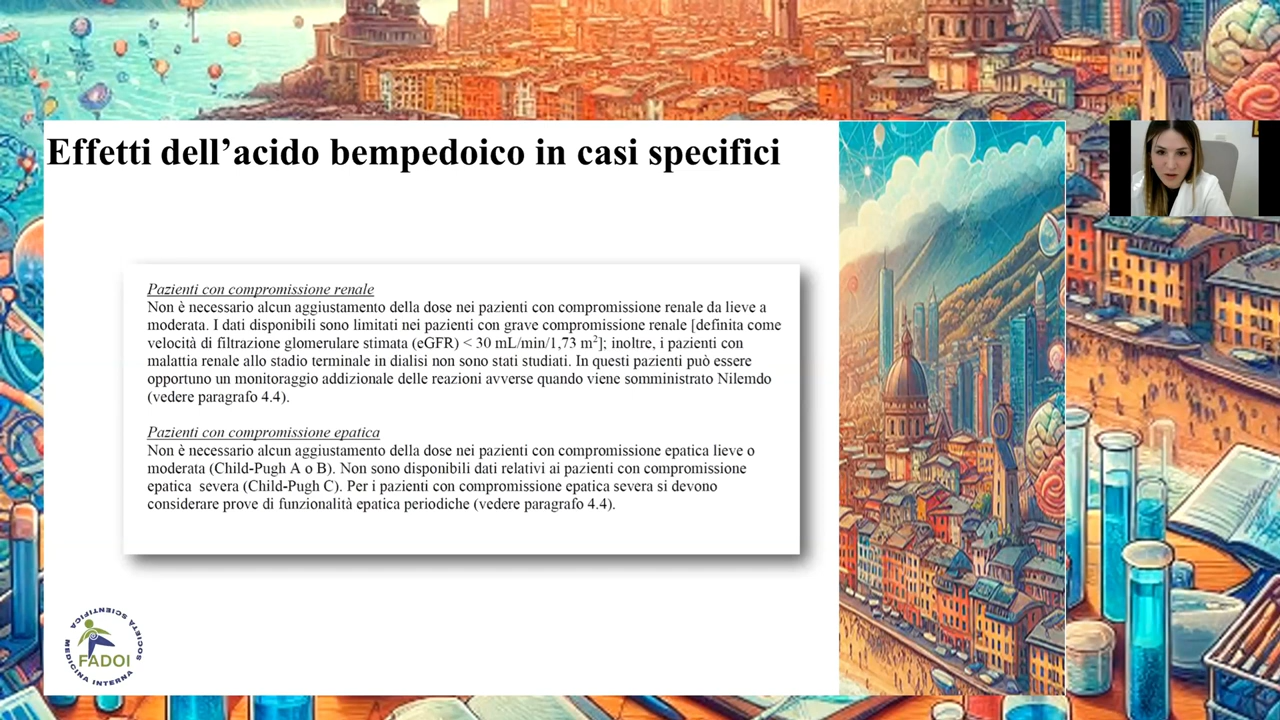 Effetti dell’acido bempedoico in casi specifici
Pazienti con compromissione renale
Non è necessario alcun aggiustamento della dose nei pazienti con compromissione renale da lieve a
moderata. I dati disponibili sono limitati nei pazienti con grave compromissione renale [definita come
velocità di filtrazione glomerulare stimata (eGFR) < 30 mL/min/1,73 m²]; inoltre, i pazienti con
malattia renale allo stadio terminale in dialisi non sono stati studiati. In questi pazienti può essere
opportuno un monitoraggio addizionale delle reazioni avverse quando viene somministrato Nilemdo
(vedere paragrafo 4.4).
Pazienti con compromissione epatica
Non è necessario alcun aggiustamento della dose nei pazienti con compromissione epatica lieve o
moderata (Child-Pugh A o B). Non sono disponibili dati relativi ai pazienti con compromissione
epatica severa (Child-Pugh C). Per i pazienti con compromissione epatica severa si devono
considerare prove di funzionalità epatica periodiche (vedere paragrafo 4.4).
SOCIETÀ SCIENTIFICA
MEDICINA INTERNA
FADOI